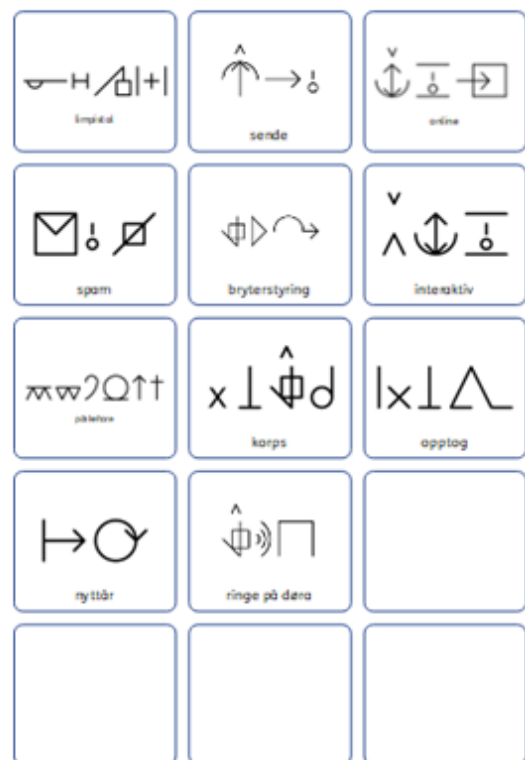 limpistol
sende
online
spam
bryterstyring
interaktiv
korps
opptog
nyttår
ringe på døra